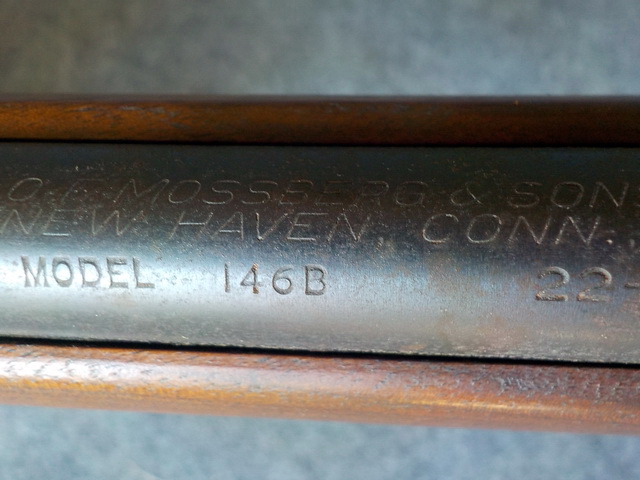 O.F. MOSSBERG & SONS
NEW HAVEN, CONN.
MODEL 146B 22-